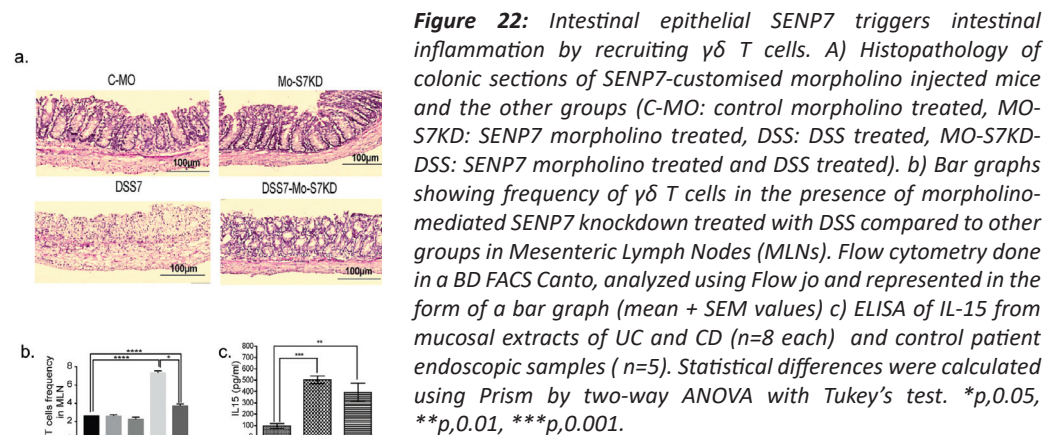 Figure 22: Intestinal epithelial SENP7 triggers intestinal
inflammation by recruiting γδ T cells. A) Histopathology of
colonic sections of SENP7-customised morpholino injected mice
and the other groups (C-MO: control morpholino treated, MO-
S7KD: SENP7 morpholino treated, DSS: DSS treated, MO-S7KD-
DSS: SENP7 morpholino treated and DSS treated). b) Bar graphs
showing frequency of γδ T cells in the presence of morpholino-
mediated SENP7 knockdown treated with DSS compared to other
groups in Mesenteric Lymph Nodes (MLNs). Flow cytometry done
in a BD FACS Canto, analyzed using Flow jo and represented in the
form of a bar graph (mean + SEM values) c) ELISA of IL-15 from
mucosal extracts of UC and CD (n=8 each) and control patient
endoscopic samples ( n=5). Statistical differences were calculated
using Prism by two-way ANOVA with Tukey's test. *p,0.05,
**p,0.01, ***p,0.001.
a.
C-MO
Mo-S7KD
100µm
100µm
DSS7
DSS7-Mo-S7KD
100µm
100µm
b.
T cells frequency
in MLN
8
6
4
2
****
****
*
c.
IL15 (pg/ml)
800
700
600
500
400
300
200
100
0
***
**